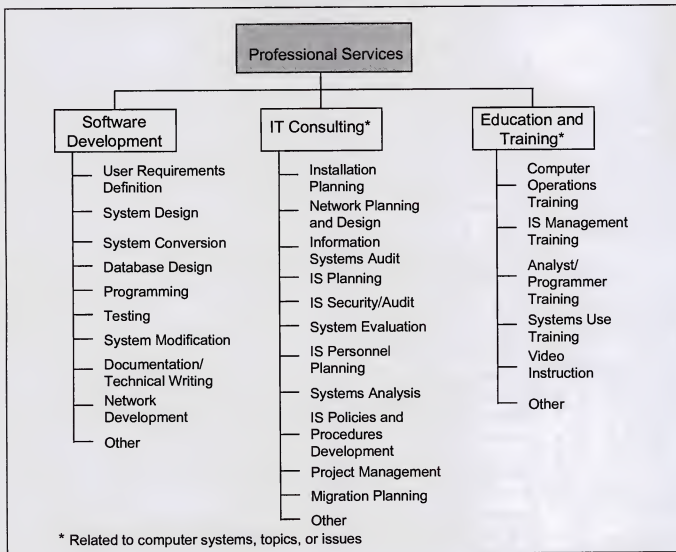 Professional Services
Software
Development
User Requirements
Definition
System Design
System Conversion
Database Design
Programming
Testing
System Modification
Documentation/
Technical Writing
Network
Development
Other
IT Consulting*
Installation
Planning
Network Planning
and Design
Information
Systems Audit
IS Planning
IS Security/Audit
System Evaluation
IS Personnel
Planning
Systems Analysis
IS Policies and
Procedures
Development
Project Management
Migration Planning
Other
Education and
Training*
Computer
Operations
Training
IS Management
Training
Analyst/
Programmer
Training
Systems Use
Training
Video
Instruction
Other
* Related to computer systems, topics, or issues